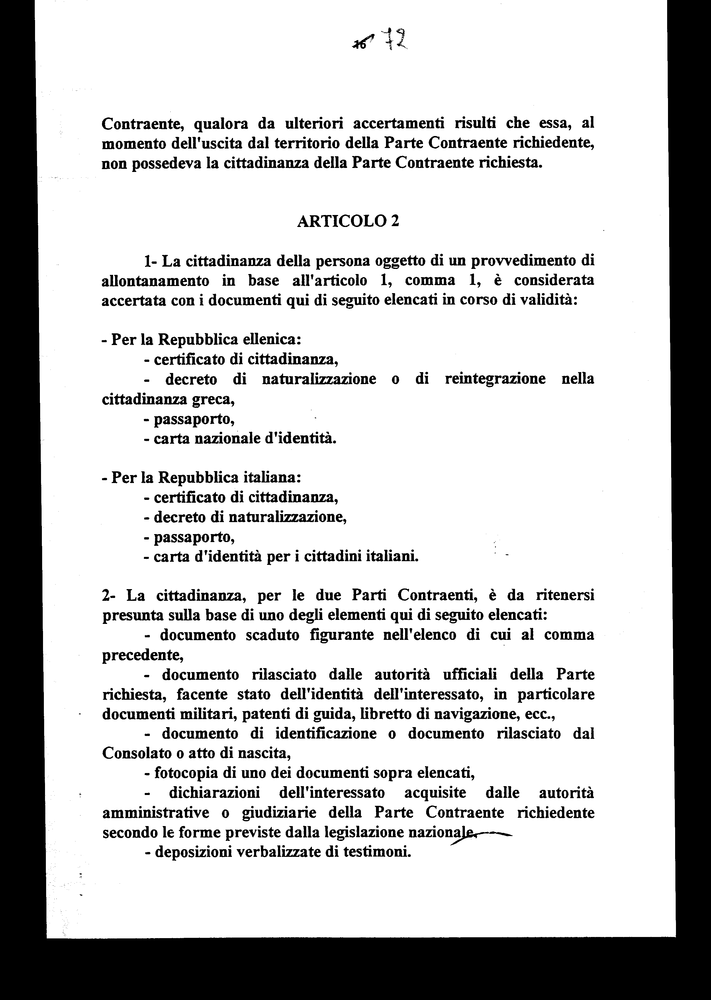 16 72
Contraente, qualora da ulteriori accertamenti risulti che essa, al
momento dell'uscita dal territorio della Parte Contraente richiedente,
non possedeva la cittadinanza della Parte Contraente richiesta.
ARTICOLO 2
1- La cittadinanza della persona oggetto di un provvedimento di
allontanamento in base all'articolo 1, comma 1, è considerata
accertata con i documenti qui di seguito elencati in corso di validità:
- Per la Repubblica ellenica:
- certificato di cittadinanza,
- decreto di naturalizzazione o di reintegrazione nella
cittadinanza greca,
- passaporto,
- carta nazionale d'identità.
- Per la Repubblica italiana:
- certificato di cittadinanza,
- decreto di naturalizzazione,
- passaporto,
- carta d'identità per i cittadini italiani.
2- La cittadinanza, per le due Parti Contraenti, è da ritenersi
presunta sulla base di uno degli elementi qui di seguito elencati:
- documento scaduto figurante nell'elenco di cui al comma
precedente,
- documento rilasciato dalle autorità ufficiali della Parte
richiesta, facente stato dell'identità dell'interessato, in particolare
documenti militari, patenti di guida, libretto di navigazione, ecc.,
- documento di identificazione o documento rilasciato dal
Consolato o atto di nascita,
- fotocopia di uno dei documenti sopra elencati,
- dichiarazioni dell'interessato acquisite dalle autorità
amministrative o giudiziarie della Parte Contraente richiedente
secondo le forme previste dalla legislazione nazionale,
- deposizioni verbalizzate di testimoni.